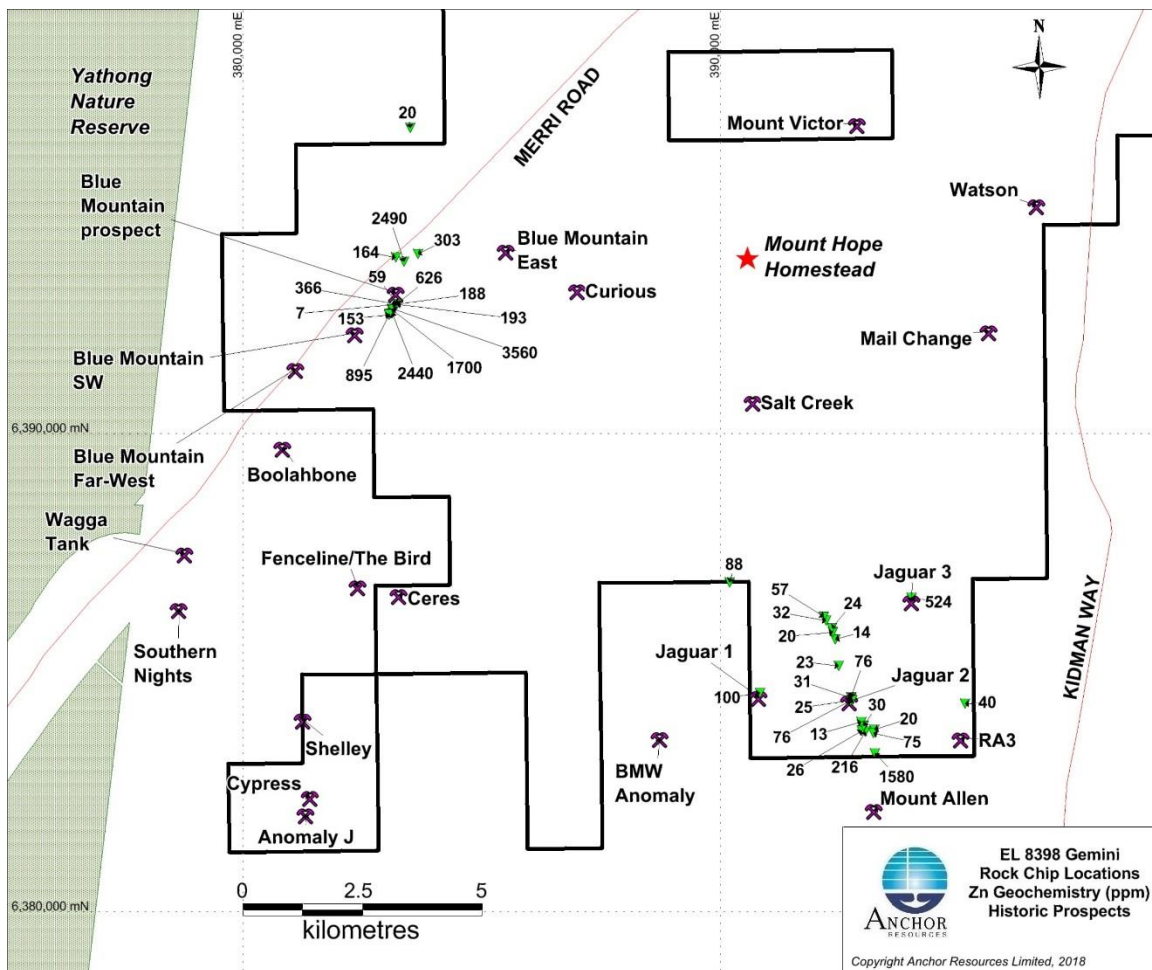 380,000 mE
390,000 mE
N
Yathong
Nature
Reserve
20
MERRI ROAD
Mount Victor
Blue
Mountain
prospect
Watson
2490
303
164
Blue Mountain
East
Mount Hope
Homestead
59
626
366
188
Curious
7
193
153
3560
Mail Change
Blue Mountain
SW
895
2440
1700
Salt Creek
6,390,000 mN
Blue Mountain
Far-West
Boolahbone
Wagga
Tank
Fenceline/The Bird
Ceres
88
Jaguar 3
57
24
524
32
20
14
Southern
Nights
Jaguar 1
23
76
31
Jaguar 2
100
25
30
20
40
76
13
KIDMAN WAY
Shelley
75
RA3
26
216
BMW
Anomaly
1580
Cypress
Mount Allen
Anomaly J
0
2.5
5
kilometres
6,380,000 mN
ANCHOR
RESOURCES
EL 8398 Gemini
Rock Chip Locations
Zn Geochemistry (ppm)
Historic Prospects
Copyright Anchor Resources Limited, 2018